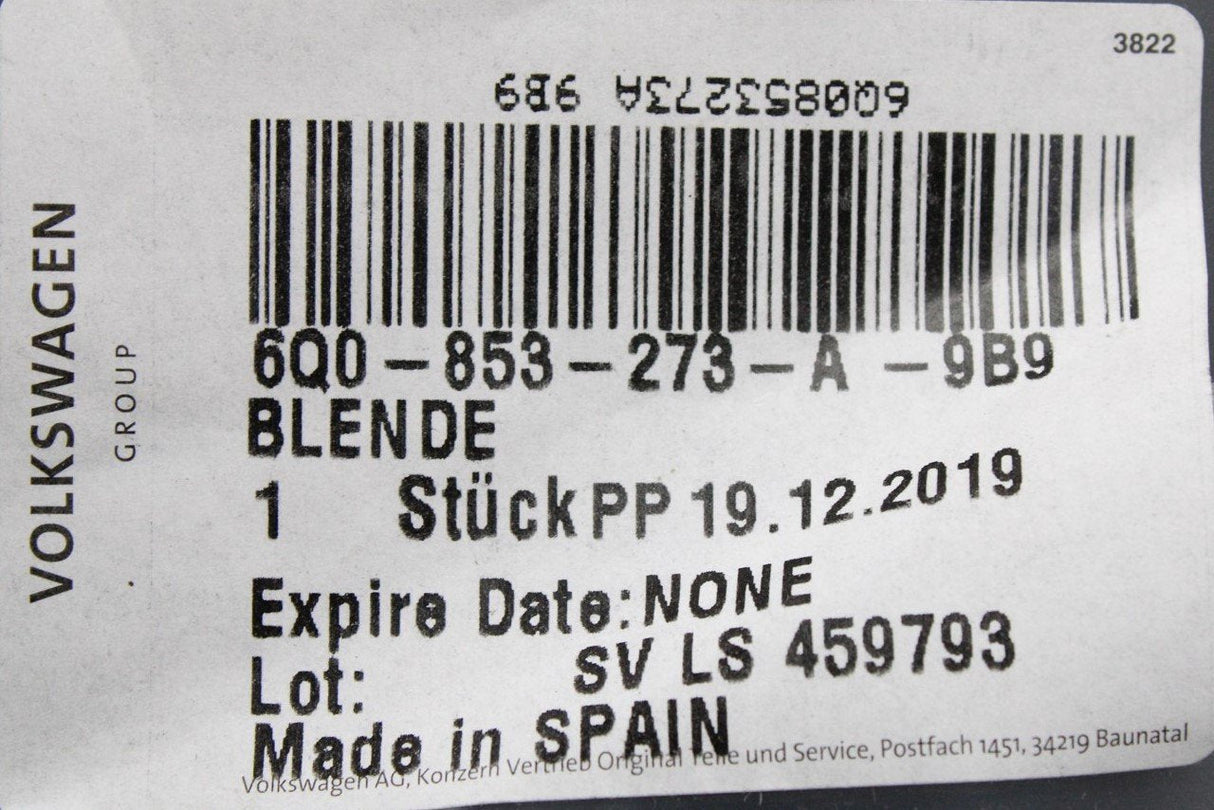 3822
6Q0853273A 9B9
VOLKSWAGEN
GROUP
6Q0-853-273-A -9B9
BLENDE
1 Stück PP 19.12.2019
Expire Date: NONE
Lot: SV LS 459793
Made in SPAIN
Volkswagen AG, Konzern Vertrieb Original Teile und Service, Postfach 1451, 34219 Baunatal